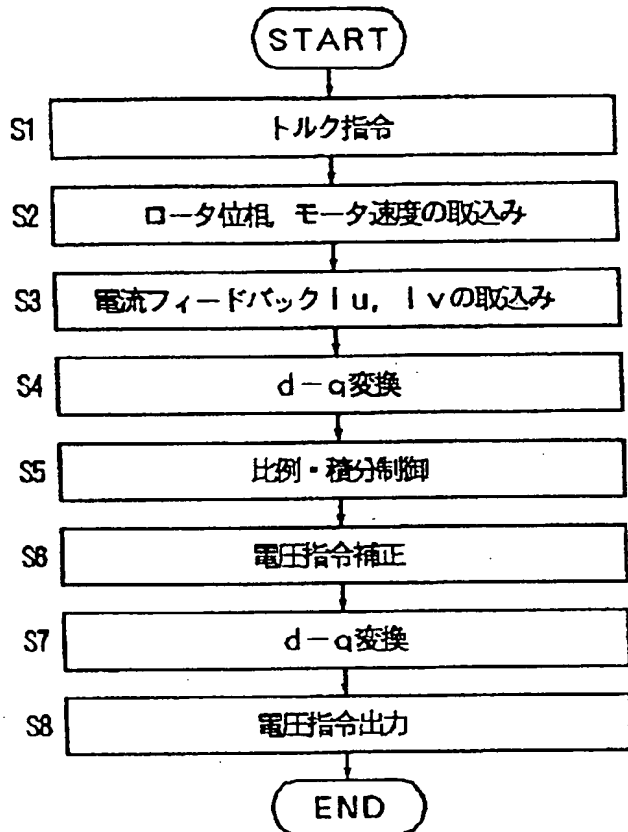 START
S1 トルク指令
S2 ロータ位相，モータ速度の取込み
S3 電流フィードバックＩｕ，Ｉｖの取込み
S4 ｄ－ｑ変換
S5 比例・積分制御
S6 電圧指令補正
S7 ｄ－ｑ変換
S8 電圧指令出力
END